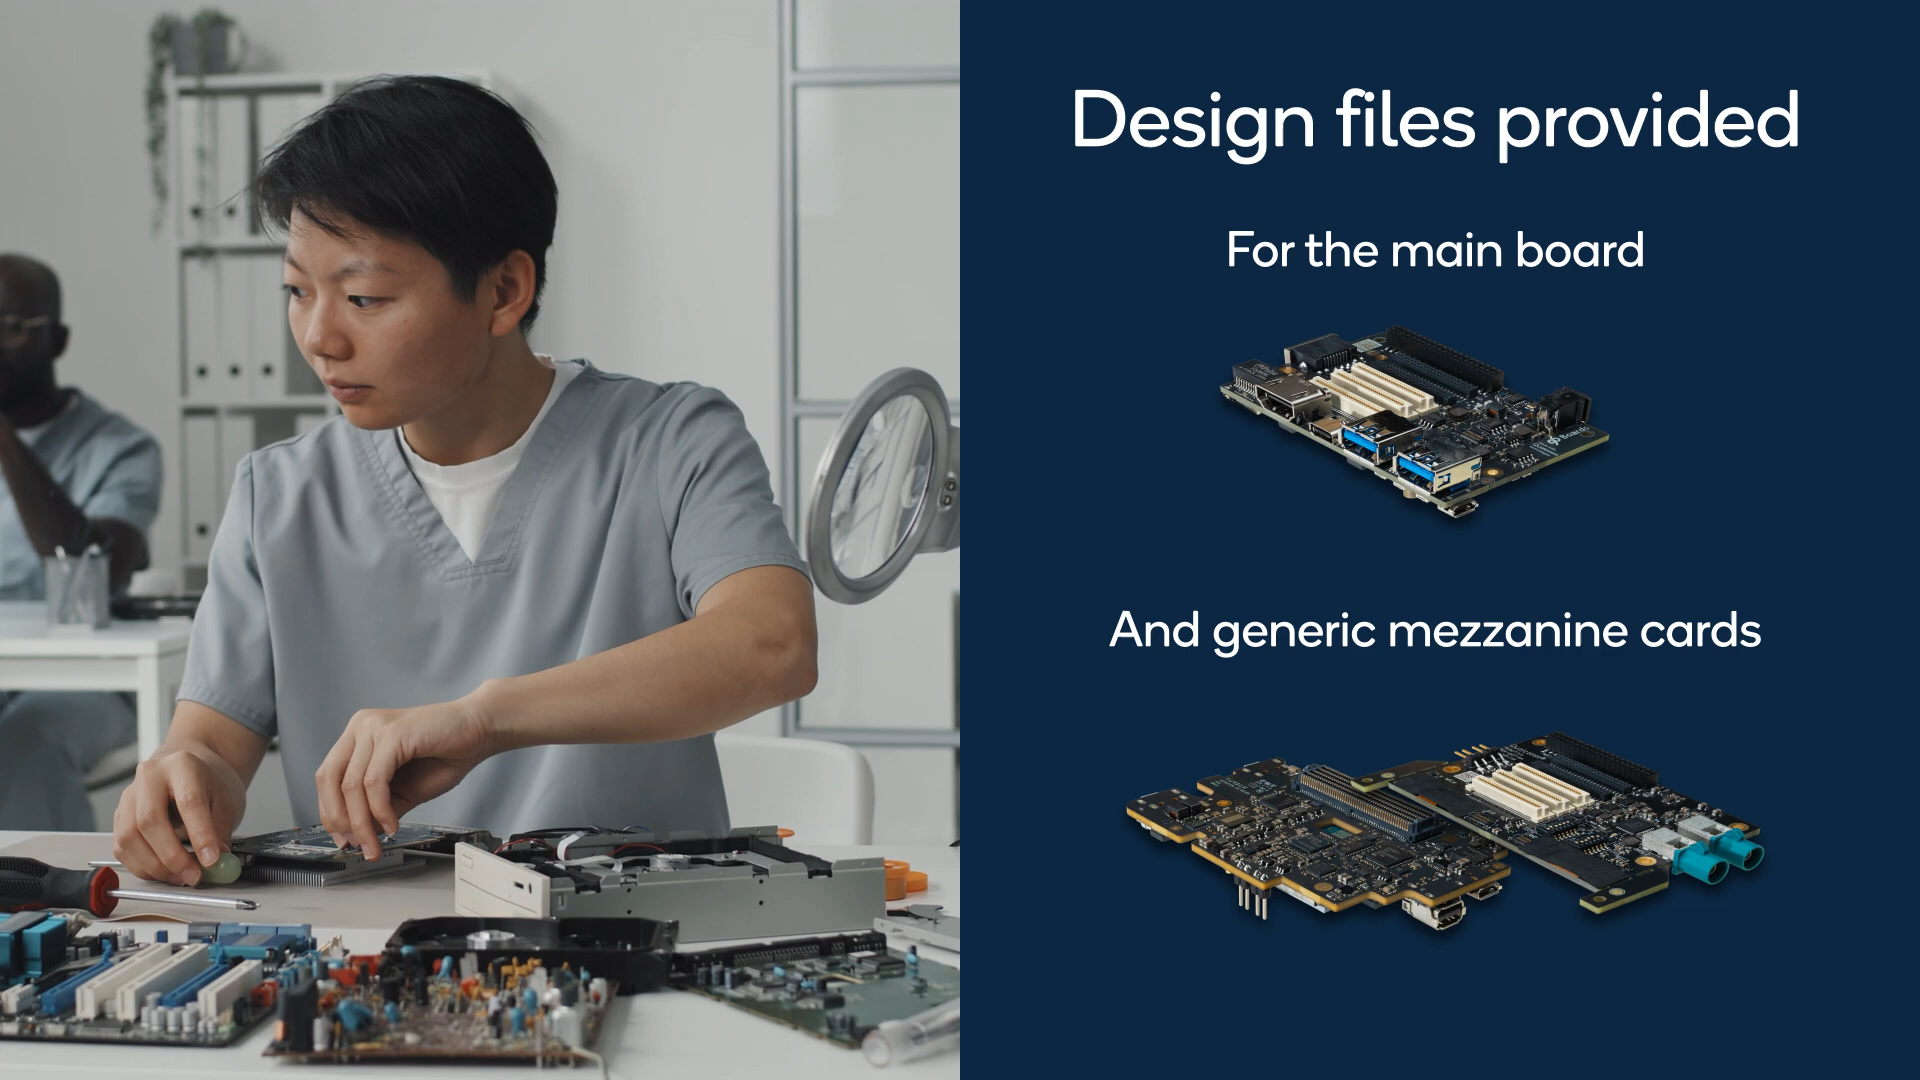 Design files provided
For the main board
And generic mezzanine cards